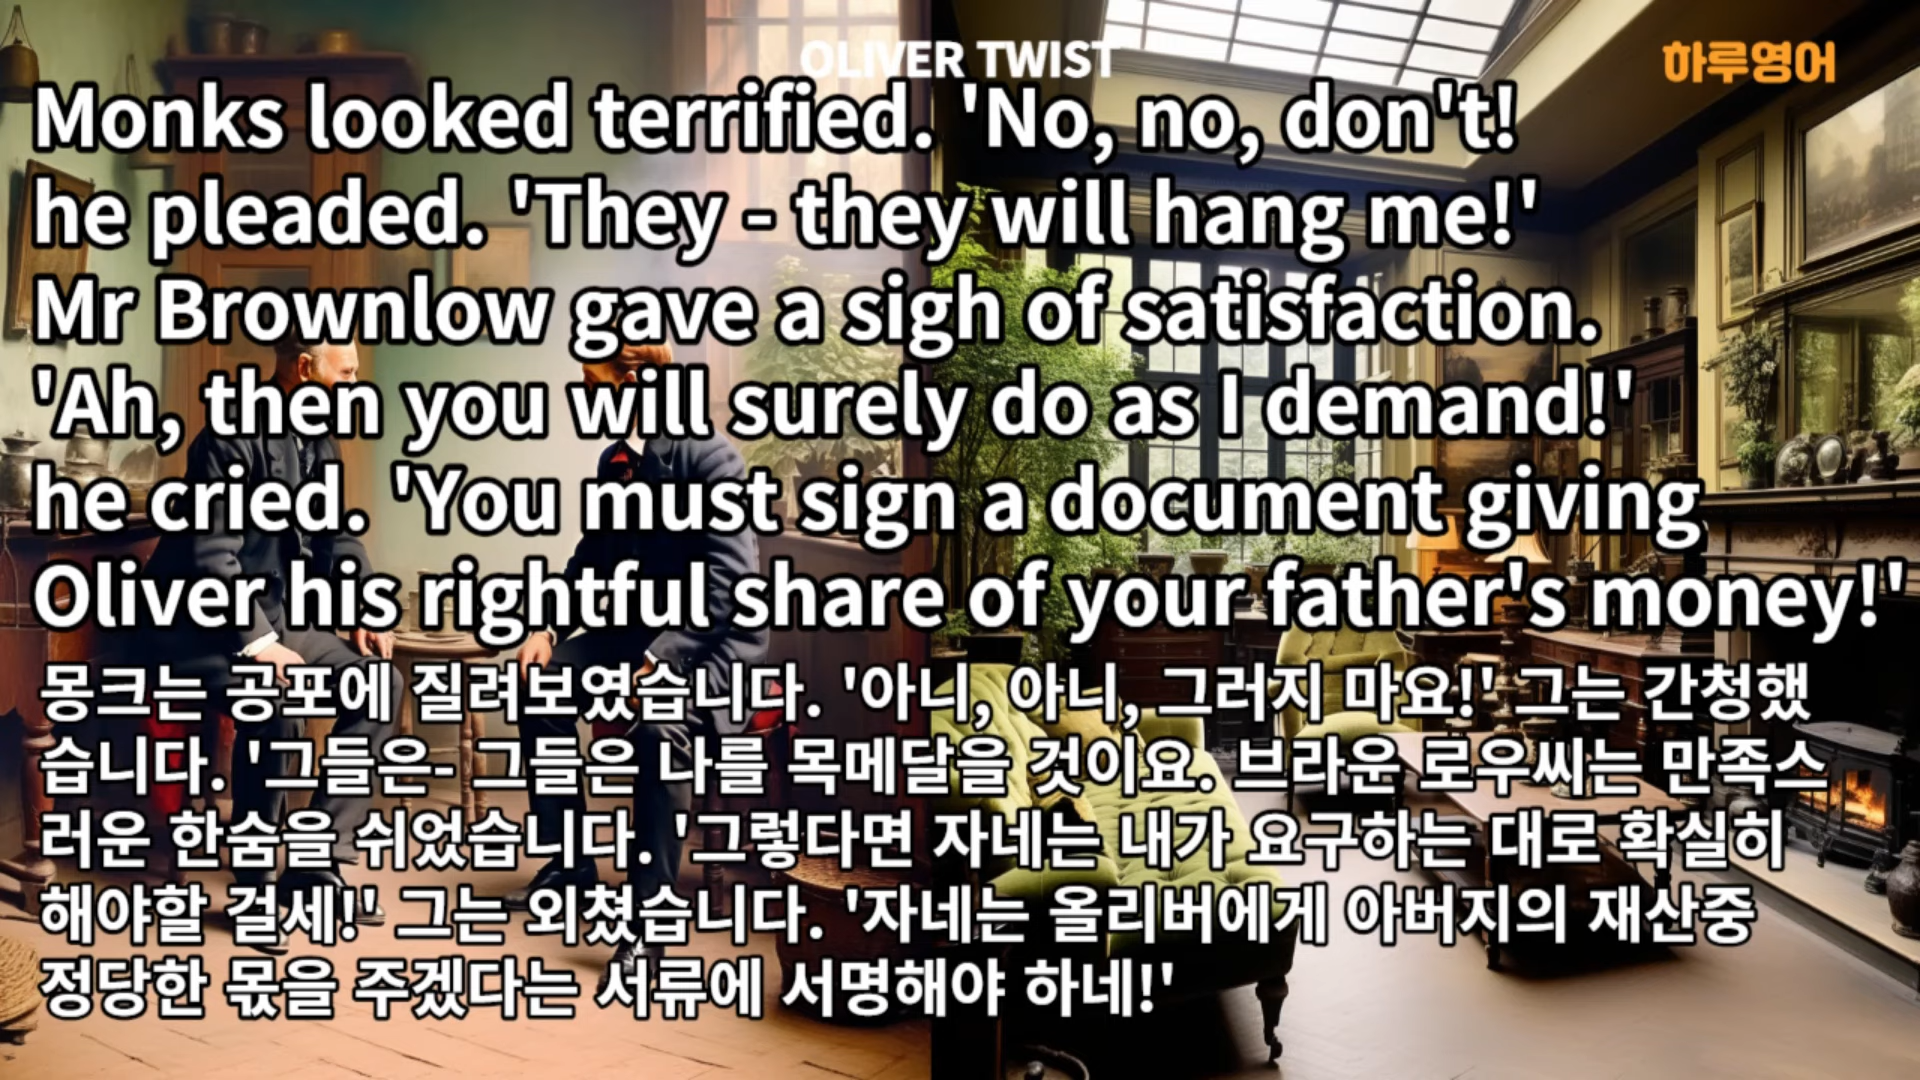 OLIVER TWIST
하루영어
Monks looked terrified. 'No, no, don't!
he pleaded. 'They - they will hang me!'
Mr Brownlow gave a sigh of satisfaction.
'Ah, then you will surely do as I demand!'
he cried. 'You must sign a document giving
Oliver his rightful share of your father's money!'
몽크는 공포에 질려보였습니다. '아니, 아니, 그러지 마요!' 그는 간청했
습니다. '그들은- 그들은 나를 목메달을 것이요. 브라운 로우씨는 만족스
러운 한숨을 쉬었습니다. '그렇다면 자네는 내가 요구하는 대로 확실히
해야할 걸세!' 그는 외쳤습니다. '자네는 올리버에게 아버지의 재산중
정당한 몫을 주겠다는 서류에 서명해야 하네!'